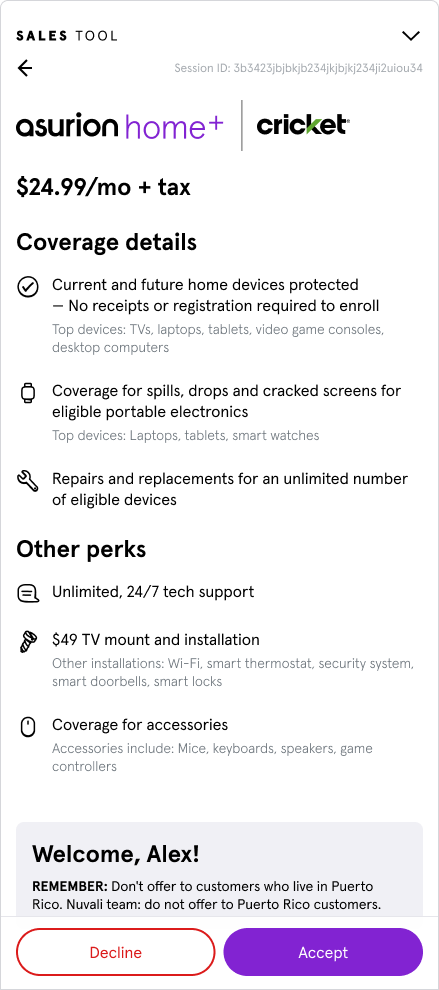 SALES TOOL
Session ID: 3b3423jbjbkjb234jkjbjkj234ji2uiou34
asurion home+ cricket
$24.99/mo + tax
Coverage details
Current and future home devices protected
— No receipts or registration required to enroll
Top devices: TVs, laptops, tablets, video game consoles,
desktop computers
Coverage for spills, drops and cracked screens for
eligible portable electronics
Top devices: Laptops, tablets, smart watches
Repairs and replacements for an unlimited number
of eligible devices
Other perks
Unlimited, 24/7 tech support
$49 TV mount and installation
Other installations: Wi-Fi, smart thermostat, security system,
smart doorbells, smart locks
Coverage for accessories
Accessories include: Mice, keyboards, speakers, game
controllers
Welcome, Alex!
REMEMBER: Don't offer to customers who live in Puerto
Rico. Nuvali team: do not offer to Puerto Rico customers.
Decline
Accept